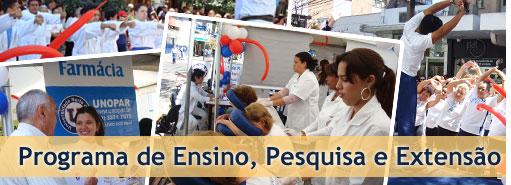 Farmácia
UNOPAR
Programa de Ensino, Pesquisa e Extensão